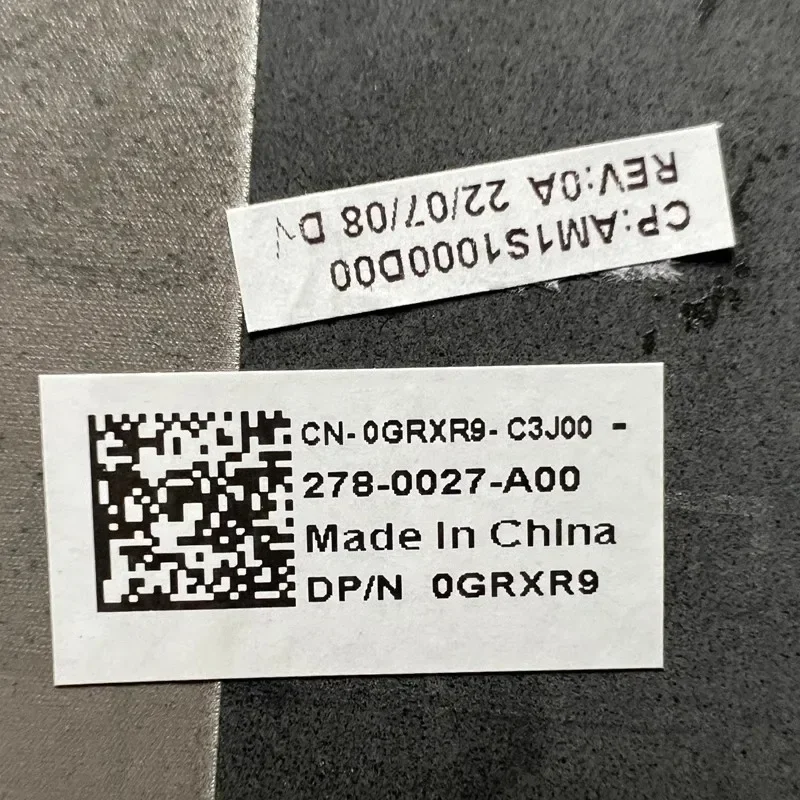 CP:AM1S1000D00
REV:0A 22/07/08
CN-0GRXR9-C3J00 -
278-0027-A00
Made In China
DP/N 0GRXR9